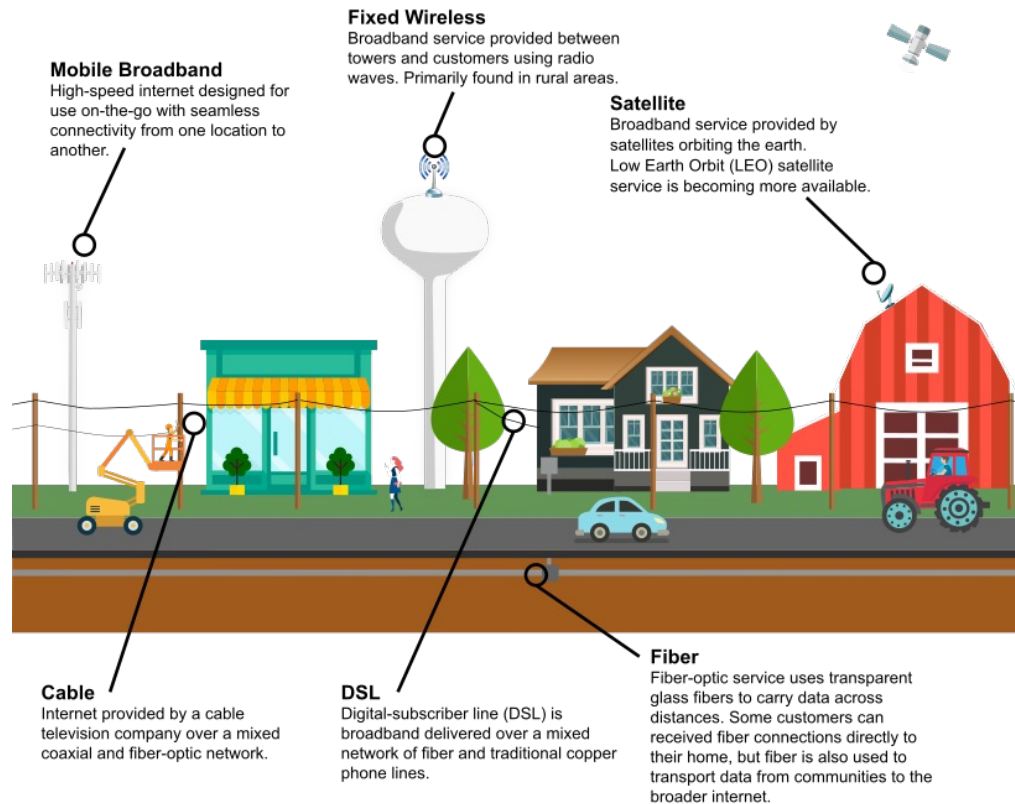 Fixed Wireless
Broadband service provided between
towers and customers using radio
waves. Primarily found in rural areas.
Mobile Broadband
High-speed internet designed for
use on-the-go with seamless
connectivity from one location to
another.
Satellite
Broadband service provided by
satellites orbiting the earth.
Low Earth Orbit (LEO) satellite
service is becoming more available.
Cable
Internet provided by a cable
television company over a mixed
coaxial and fiber-optic network.
DSL
Digital-subscriber line (DSL) is
broadband delivered over a mixed
network of fiber and traditional copper
phone lines.
Fiber
Fiber-optic service uses transparent
glass fibers to carry data across
distances. Some customers can
received fiber connections directly to
their home, but fiber is also used to
transport data from communities to the
broader internet.